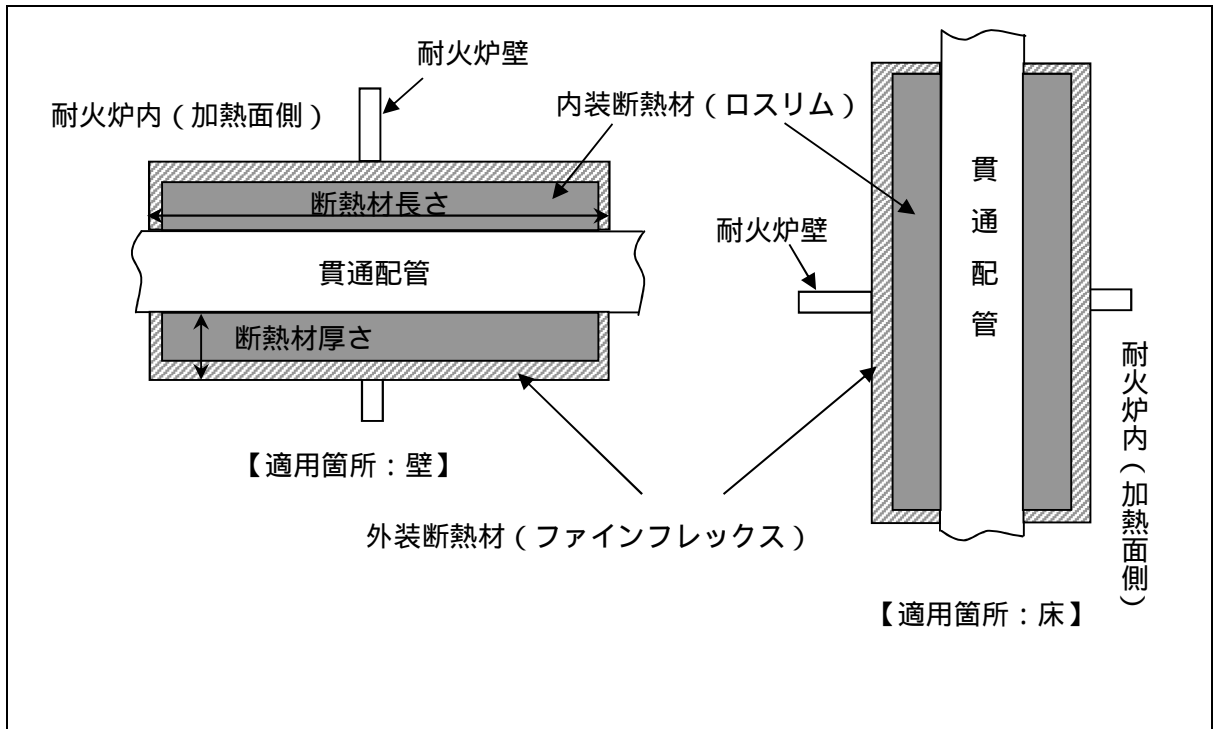 耐火炉壁
耐火炉内（加熱面側）
内装断熱材（ロスリム）
断熱材長さ
貫通配管
断熱材厚さ
【適用箇所：壁】
外装断熱材（ファインフレックス）
貫通配管
耐火炉壁
耐火炉内（加熱面側）
【適用箇所：床】